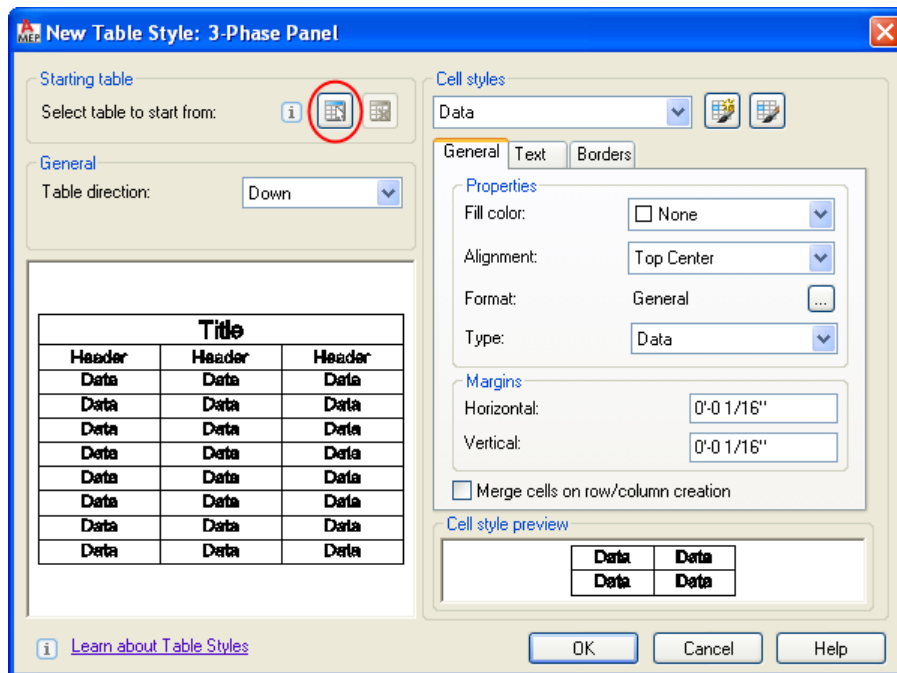 A MEP New Table Style: 3-Phase Panel
Starting table
Select table to start from:
General
Table direction: Down
Title
Header Header Header
Data Data Data
Data Data Data
Data Data Data
Data Data Data
Data Data Data
Data Data Data
Data Data Data
Data Data Data
Learn about Table Styles
Cell styles
Data
General Text Borders
Properties
Fill color: None
Alignment: Top Center
Format: General ...
Type: Data
Margins
Horizontal: 0'-0 1/16"
Vertical: 0'-0 1/16"
Merge cells on row/column creation
Cell style preview
Data Data
Data Data
OK Cancel Help